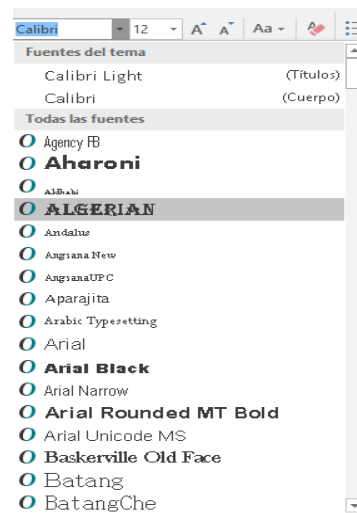 Calibri 12 A A Aa
Fuentes del tema
Calibri Light (Títulos)
Calibri (Cuerpo)
Todas las fuentes
O Agency FB
O Aharoni
O Aldhabi
O ALGERIAN
O Andalus
O Angsana New
O AngsanaUPC
O Aparajita
O Arabic Typesetting
O Arial
O Arial Black
O Arial Narrow
O Arial Rounded MT Bold
O Arial Unicode MS
O Baskerville Old Face
O Batang
O BatangChe